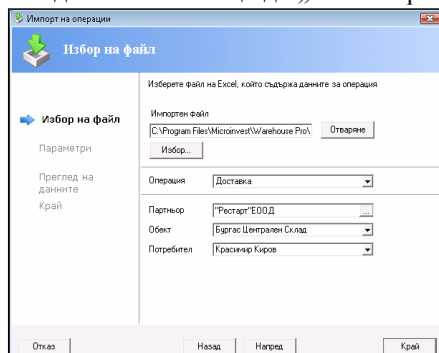 Импорт на операции
Избор на файл
Изберете файл на Excel, който съдържа данните за операция
Избор на файл
Параметри
Преглед на
данните
Край
Импортен файл
C:\Program Files\Microinvest\Warehouse Pro\
Отваряне
Избор...
Операция
Доставка
Партньор
"Рестарт"ЕООД
...
Обект
Бургас Централен Склад
Потребител
Красимир Киров
Отказ
Назад
Напред
Край